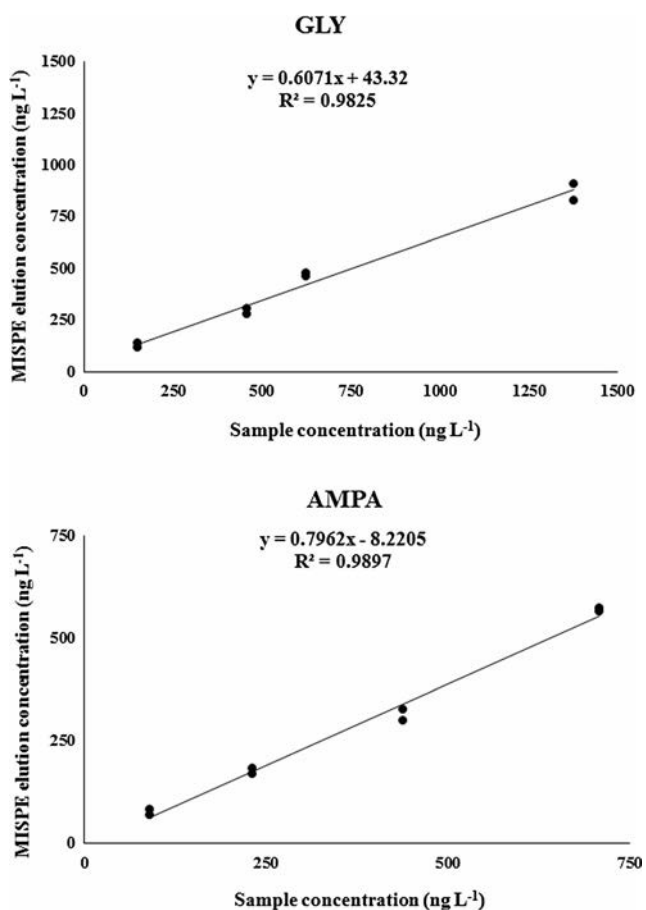 GLY
y = 0.6071x + 43.32
R² = 0.9825
MISPE elution concentration (ng L⁻¹)
1500
1250
1000
750
500
250
0
0 250 500 750 1000 1250 1500
Sample concentration (ng L⁻¹)
AMPA
y = 0.7962x - 8.2205
R² = 0.9897
MISPE elution concentration (ng L⁻¹)
750
500
250
0
0 250 500 750
Sample concentration (ng L⁻¹)